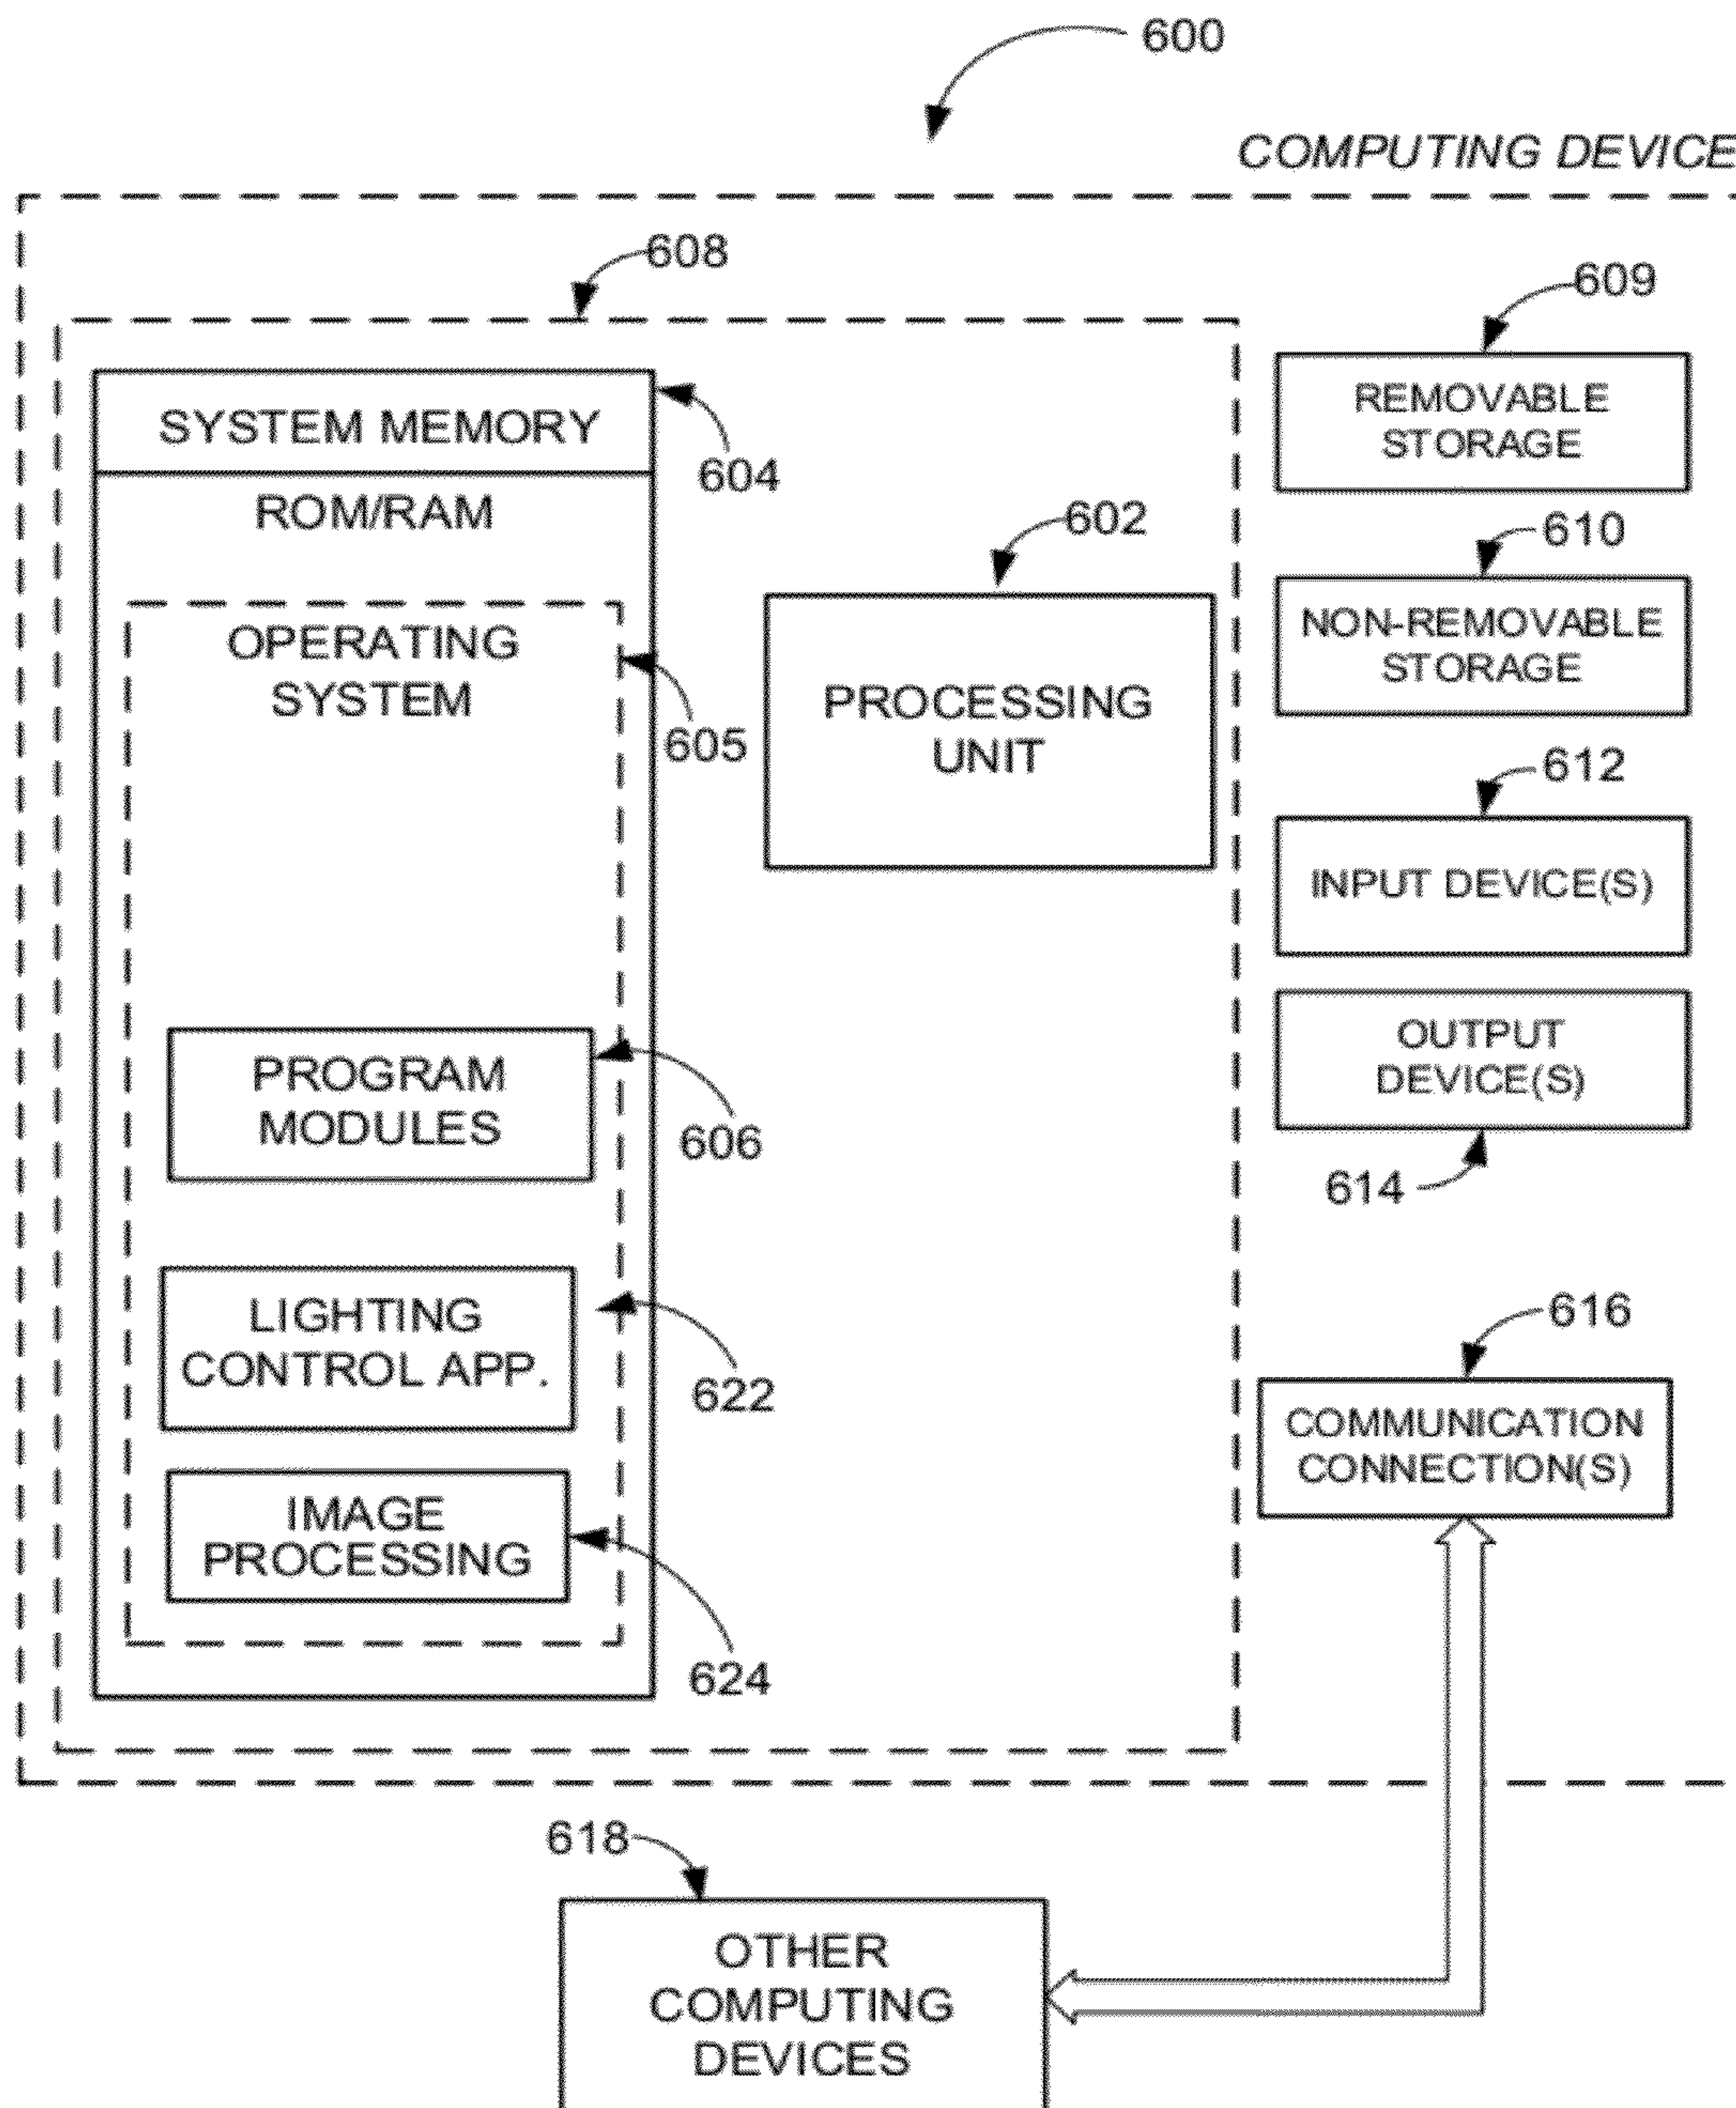 600
COMPUTING DEVICE
608
609
SYSTEM MEMORY
604
ROM/RAM
REMOVABLE
STORAGE
602
610
OPERATING
SYSTEM
605
PROCESSING
UNIT
NON-REMOVABLE
STORAGE
612
INPUT DEVICE(S)
PROGRAM
MODULES
606
OUTPUT
DEVICE(S)
614
LIGHTING
CONTROL APP.
622
616
COMMUNICATION
CONNECTION(S)
IMAGE
PROCESSING
624
618
OTHER
COMPUTING
DEVICES